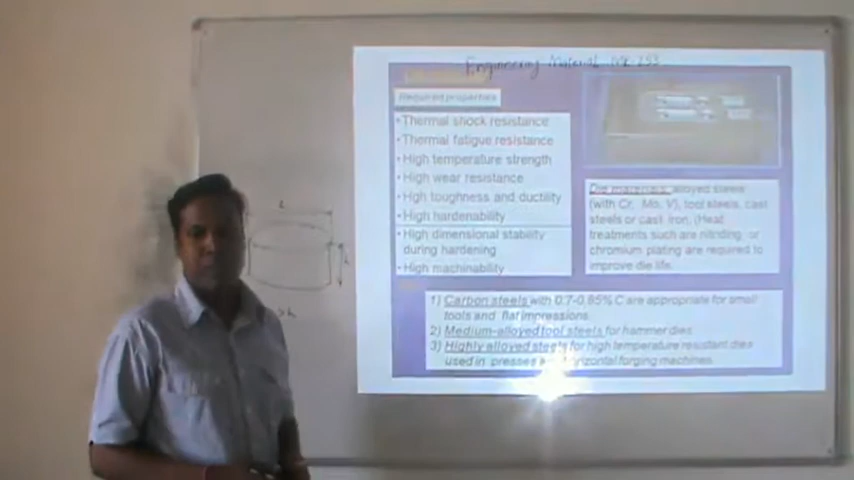 Engineering Material
Required properties
• Thermal shock resistance
• Thermal fatigue resistance
• High temperature strength
• High wear resistance
• High toughness and ductility
• High hardenability
• High dimensional stability
during hardening
• High machinability
Die materials: alloyed steels
(with Cr, Mo, V), tool steels, cast
steels or cast iron. (Heat
treatments such as nitriding or
chromium plating are required to
improve die life.
1) Carbon steels with 0.7-0.85% C are appropriate for small
tools and flat impressions.
2) Medium-alloyed tool steels for hammer dies.
3) Highly alloyed steels for high temperature resistant dies
used in presses and horizontal forging machines.
L